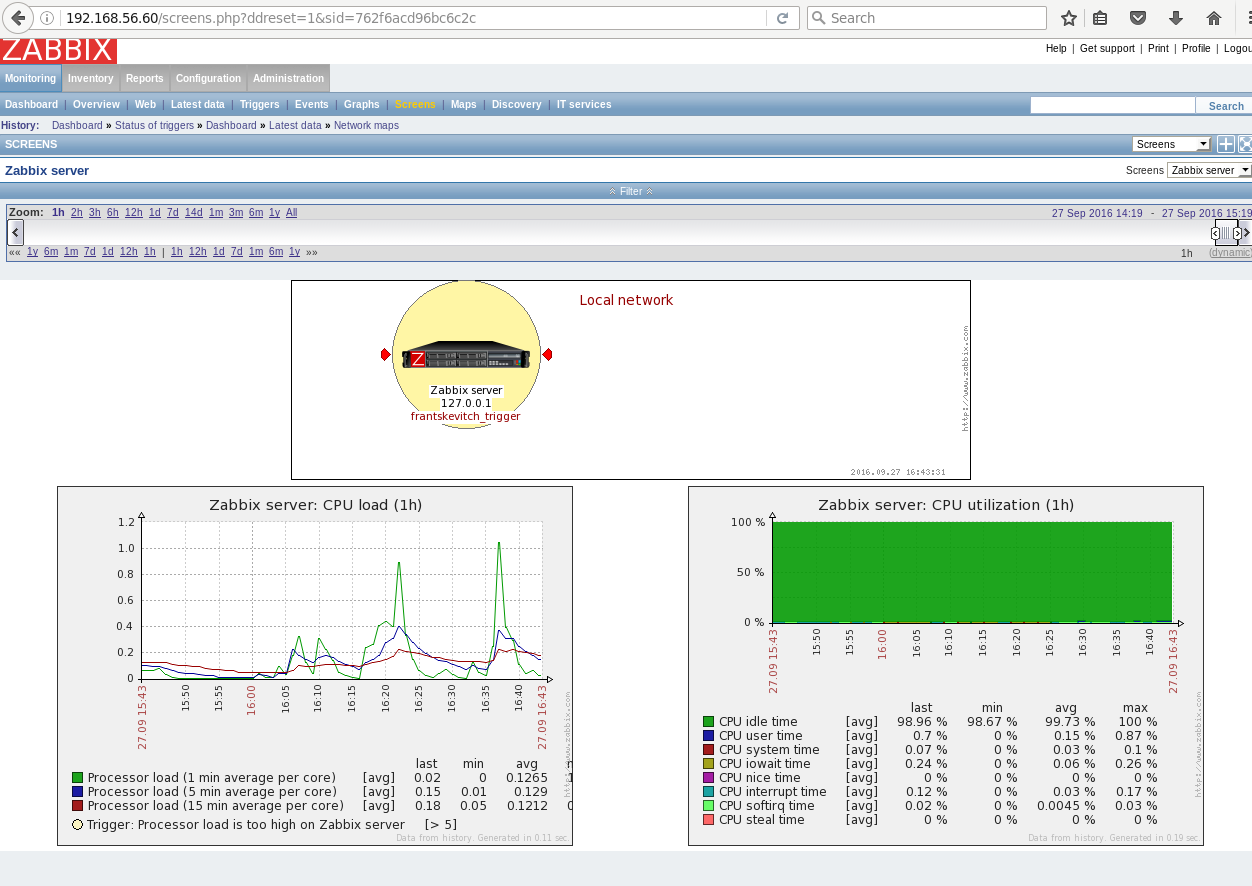 192.168.56.60/screens.php?ddreset=1&sid=762f6acd96bc6c2c Search
ZABBIX
Help | Get support | Print | Profile | Logou
Monitoring Inventory Reports Configuration Administration
Dashboard | Overview | Web | Latest data | Triggers | Events | Graphs | Screens | Maps | Discovery | IT services Search
History: Dashboard » Status of triggers » Dashboard » Latest data » Network maps
SCREENS Screens
Zabbix server Screens Zabbix server
Filter
Zoom: 1h 2h 3h 6h 12h 1d 7d 14d 1m 3m 6m 1y All 27 Sep 2016 14:19 - 27 Sep 2016 15:19
«« 1y 6m 1m 7d 1d 12h 1h | 1h 12h 1d 7d 1m 6m 1y »» 1h (dynamic)
Local network
Z
Zabbix server
127.0.0.1
frantskevitch_trigger
http://www.zabbix.com
2016.09.27 16:43:31
Zabbix server: CPU load (1h)
1.2
1.0
0.8
0.6
0.4
0.2
0
27.09 15:43 15:50 15:55 16:00 16:05 16:10 16:15 16:20 16:25 16:30 16:35 16:40 27.09 16:43
last min avg
Processor load (1 min average per core) [avg] 0.02 0 0.1265
Processor load (5 min average per core) [avg] 0.15 0.01 0.129
Processor load (15 min average per core) [avg] 0.18 0.05 0.1212
Trigger: Processor load is too high on Zabbix server [> 5]
http://www.zabbix.com
Data from history. Generated in 0.11 sec.
Zabbix server: CPU utilization (1h)
100 %
50 %
0 %
27.09 15:43 15:50 15:55 16:00 16:05 16:10 16:15 16:20 16:25 16:30 16:35 16:40 27.09 16:43
last min avg max
CPU idle time [avg] 98.96 % 98.67 % 99.73 % 100 %
CPU user time [avg] 0.7 % 0 % 0.15 % 0.87 %
CPU system time [avg] 0.07 % 0 % 0.03 % 0.1 %
CPU iowait time [avg] 0.24 % 0 % 0.06 % 0.26 %
CPU nice time [avg] 0 % 0 % 0 % 0 %
CPU interrupt time [avg] 0.12 % 0 % 0.03 % 0.17 %
CPU softirq time [avg] 0.02 % 0 % 0.0045 % 0.03 %
CPU steal time [avg] 0 % 0 % 0 % 0 %
http://www.zabbix.com
Data from history. Generated in 0.19 sec.